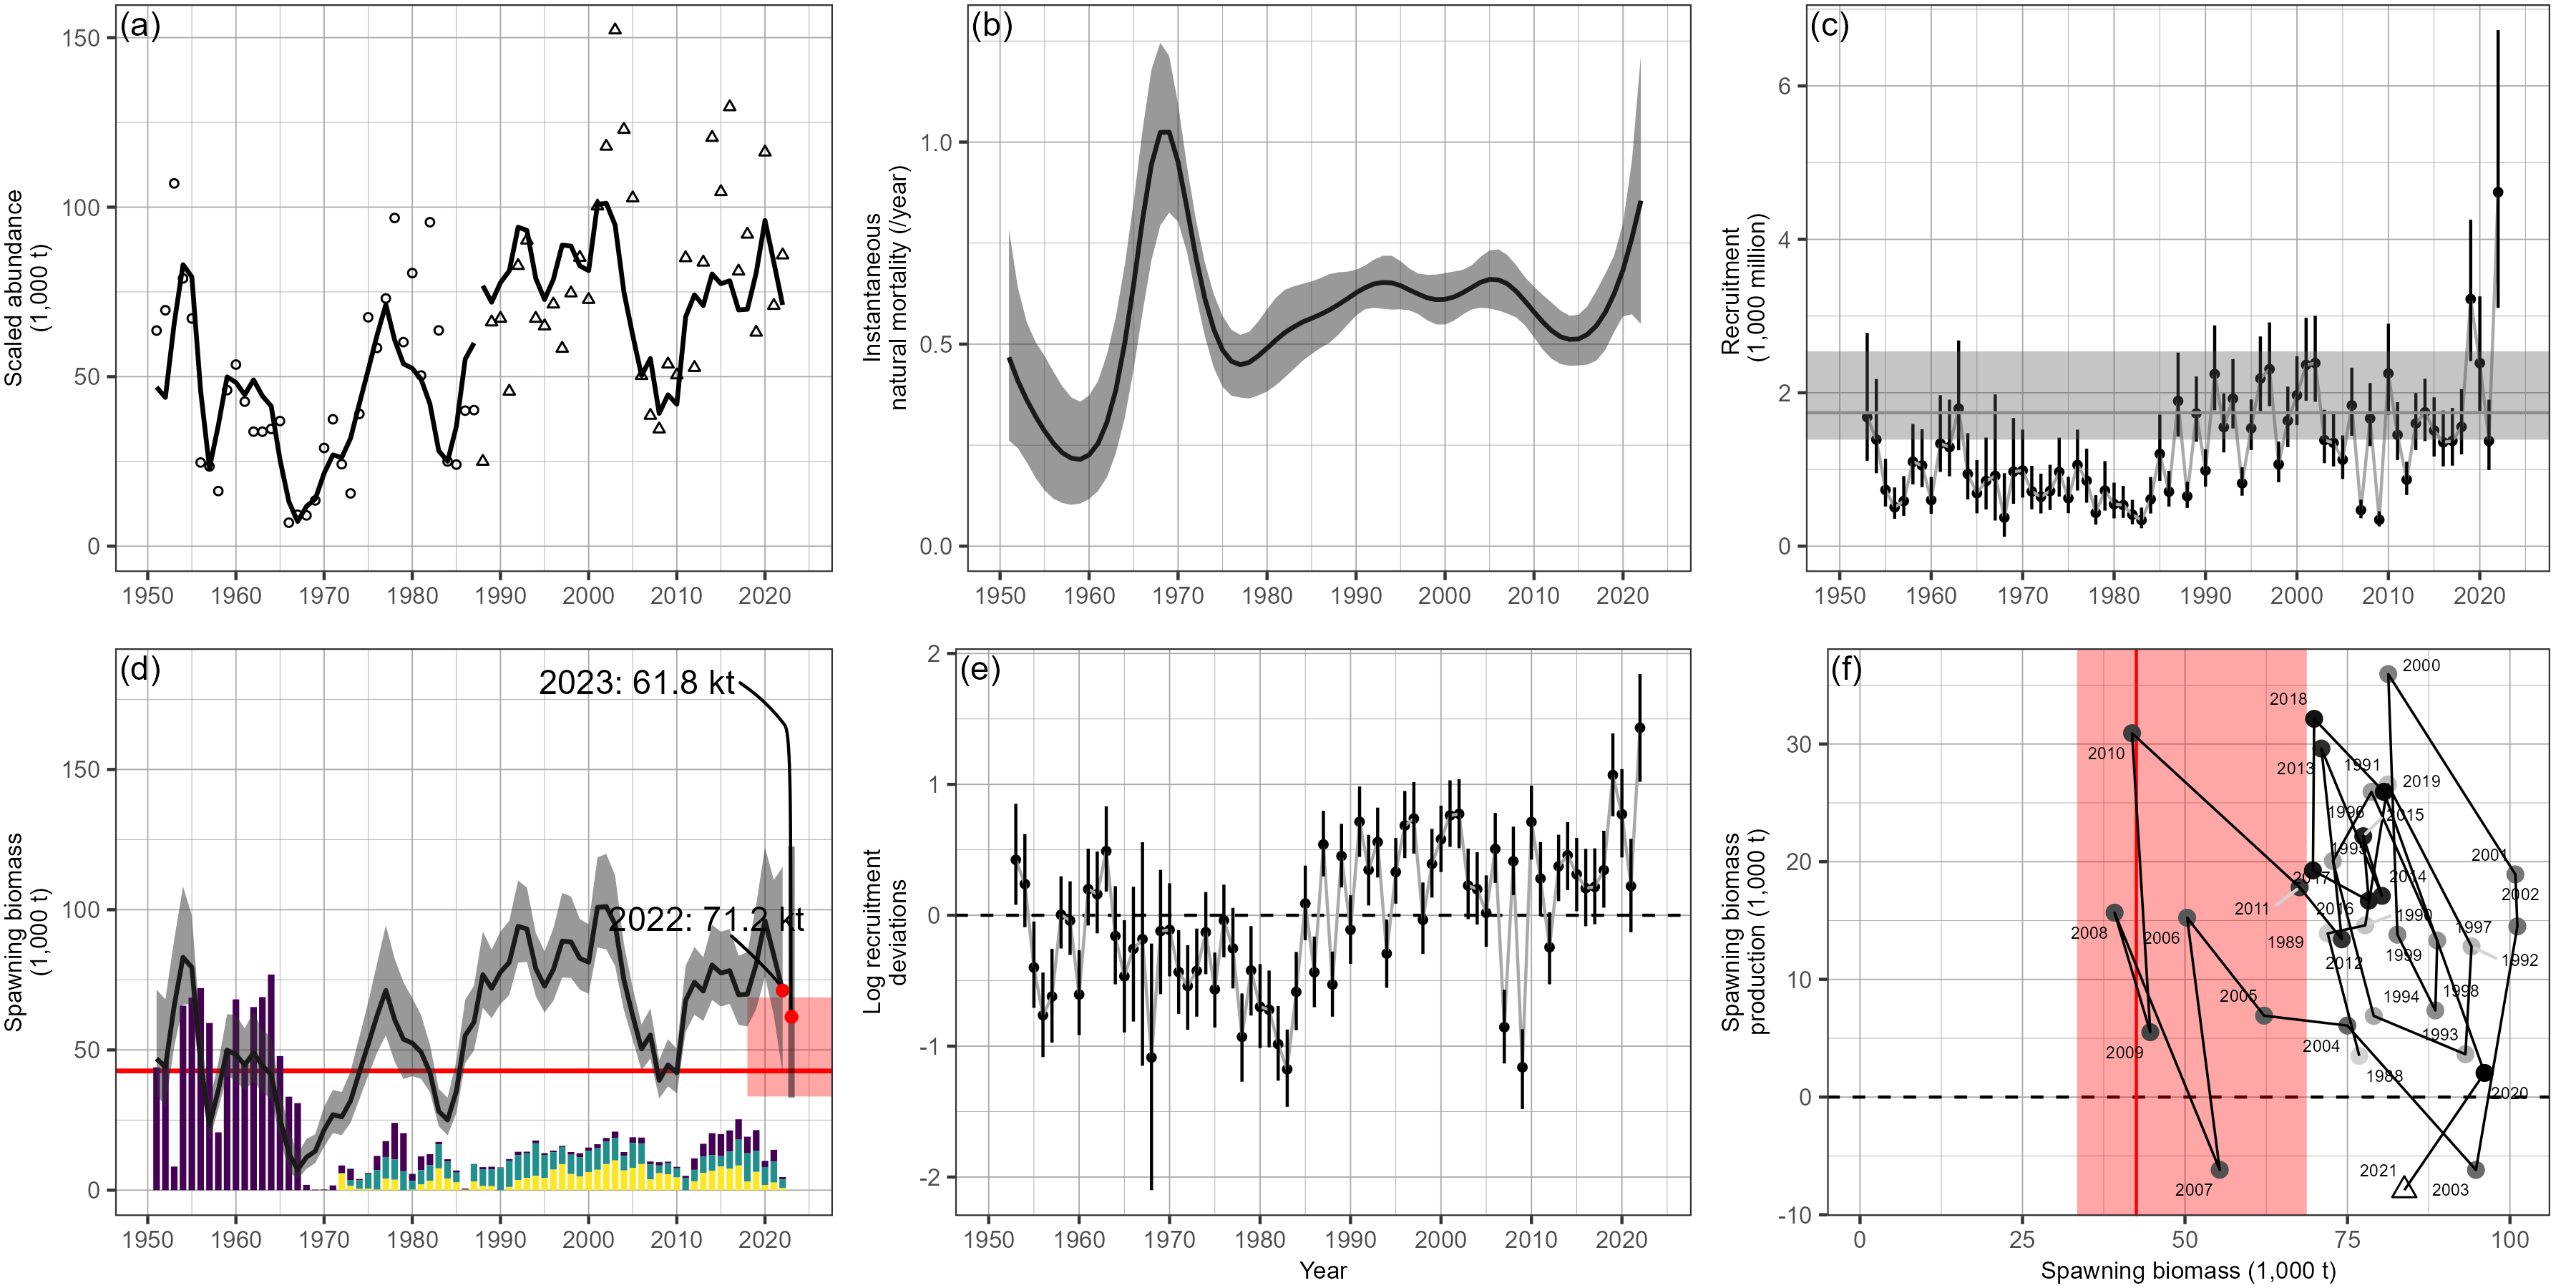 (a)
Scaled abundance
(1,000 t)
150
100
50
0
1950 1960 1970 1980 1990 2000 2010 2020
(b)
Instantaneous
natural mortality (/year)
1.0
0.5
0.0
1950 1960 1970 1980 1990 2000 2010 2020
(c)
Recruitment
(1,000 million)
6
4
2
0
1950 1960 1970 1980 1990 2000 2010 2020
(d)
Spawning biomass
(1,000 t)
150
100
50
0
2023: 61.8 kt
2022: 71.2 kt
1950 1960 1970 1980 1990 2000 2010 2020
(e)
Log recruitment
deviations
2
1
0
-1
-2
1950 1960 1970 1980 1990 2000 2010 2020
Year
(f)
Spawning biomass
production (1,000 t)
30
20
10
0
-10
2000
2018
2010
2013
1991
2019
1996
2015
1995
2001
2017
2014
2002
2011
2016
1990
2008
2006
1989
1997
2012
1999
1992
2005
1994
1998
2009
2004
1993
1988
2020
2021
2007
2003
0 25 50 75 100
Spawning biomass (1,000 t)